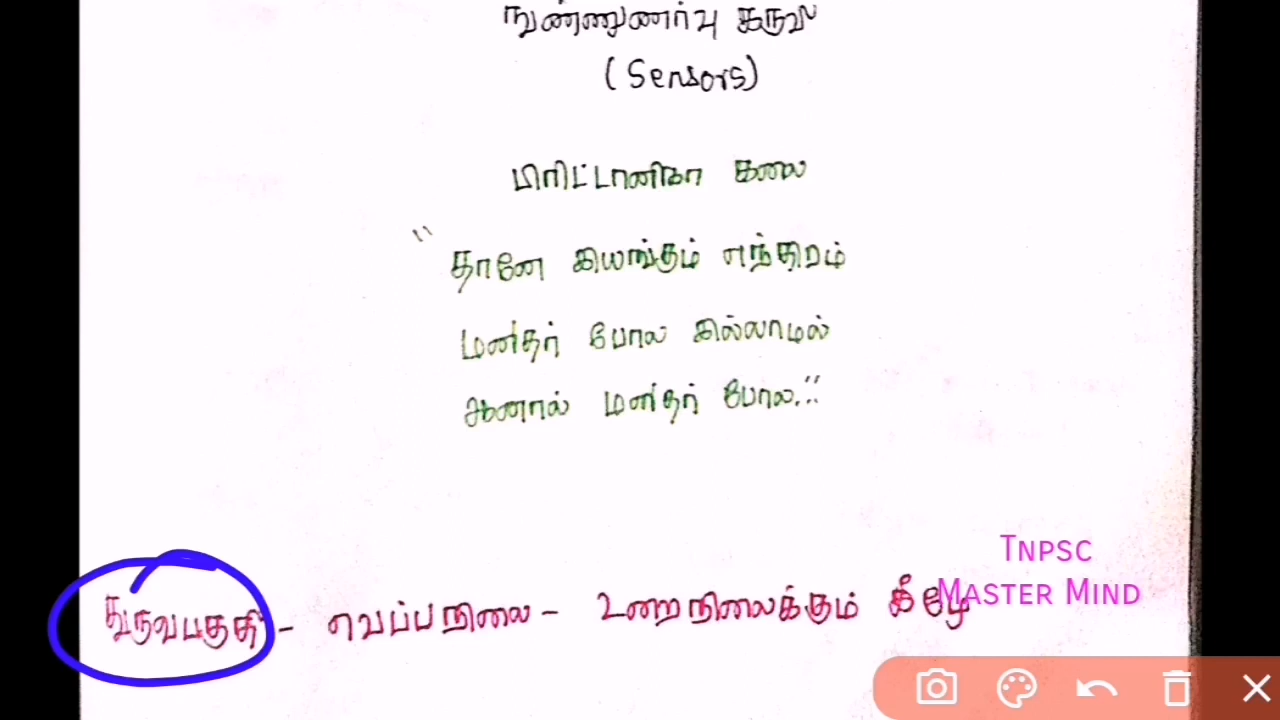 நுண்ணுணர்வு கருவி
(Sensors)
பிரிட்டானிகா கலை
"தானே இயங்கும் எந்திரம்
மனிதர் போல இல்லாமல்
ஆனால் மனிதர் போல."
துருவபகுதி - வெப்பநிலை - உறைநிலைக்கும் கீழே
TNPSC
MASTER MIND